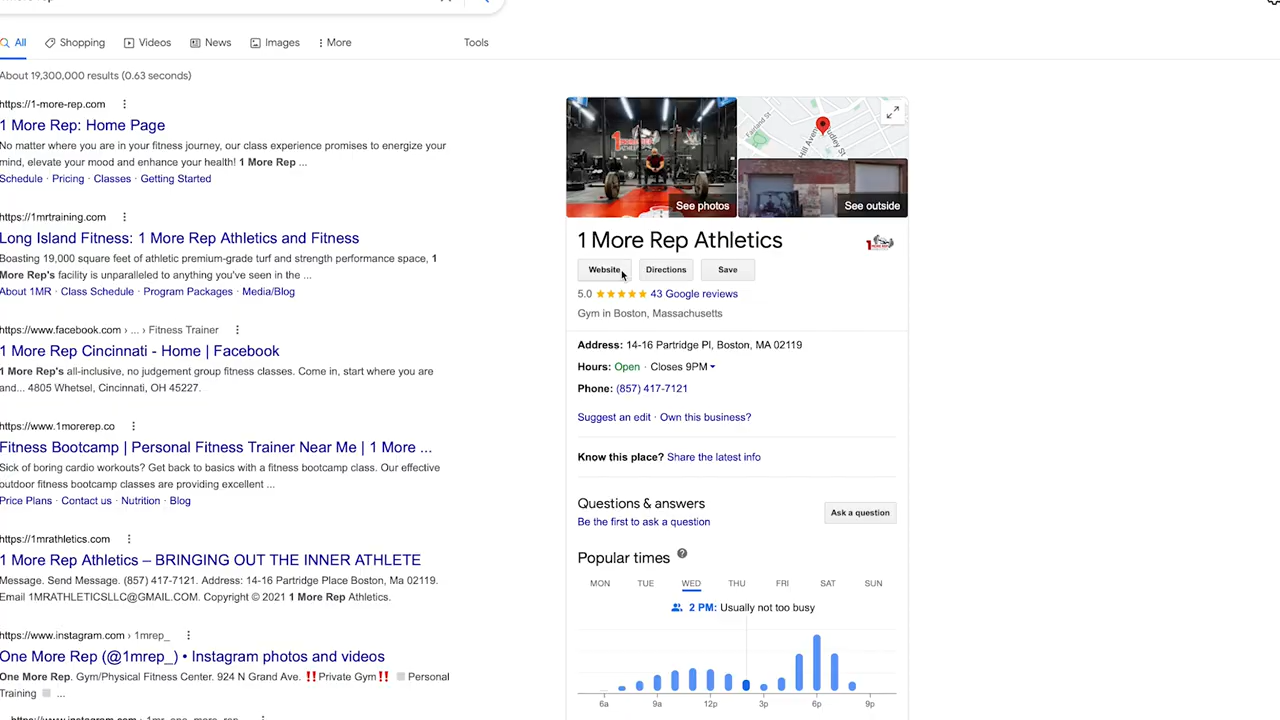 All
Shopping
Videos
News
Images
More
Tools
About 19,300,000 results (0.63 seconds)
https://1-more-rep.com
1 More Rep: Home Page
No matter where you are in your fitness journey, our class experience promises to energize your
mind, elevate your mood and enhance your health! 1 More Rep ...
Schedule · Pricing · Classes · Getting Started
https://1mrtraining.com
Long Island Fitness: 1 More Rep Athletics and Fitness
Boasting 19,000 square feet of athletic premium-grade turf and strength performance space, 1
More Rep's facility is unparalleled to anything you've seen in the ...
About 1MR · Class Schedule · Program Packages · Media/Blog
https://www.facebook.com › ... › Fitness Trainer
1 More Rep Cincinnati - Home | Facebook
1 More Rep's all-inclusive, no judgement group fitness classes. Come in, start where you are
and... 4805 Whetsel, Cincinnati, OH 45227.
https://www.1morerep.co
Fitness Bootcamp | Personal Fitness Trainer Near Me | 1 More ...
Sick of boring cardio workouts? Get back to basics with a fitness bootcamp class. Our effective
outdoor fitness bootcamp classes are providing excellent ...
Price Plans · Contact us · Nutrition · Blog
https://1mrathletics.com
1 More Rep Athletics – BRINGING OUT THE INNER ATHLETE
Message. Send Message. (857) 417-7121. Address: 14-16 Partridge Place Boston, Ma 02119.
Email 1MRATHLETICSLLC@GMAIL.COM. Copyright © 2021 1 More Rep Athletics.
https://www.instagram.com › 1mrep_
One More Rep (@1mrep_) • Instagram photos and videos
One More Rep. Gym/Physical Fitness Center. 924 N Grand Ave. ‼️Private Gym‼️ Personal
Training ...
Fairland St
Hill Ave
Dudley St
See photos
See outside
1 More Rep Athletics
Website
Directions
Save
5.0 ★★★★★ 43 Google reviews
Gym in Boston, Massachusetts
Address: 14-16 Partridge Pl, Boston, MA 02119
Hours: Open · Closes 9PM
Phone: (857) 417-7121
Suggest an edit · Own this business?
Know this place? Share the latest info
Questions & answers
Be the first to ask a question
Ask a question
Popular times
MON TUE WED THU FRI SAT SUN
2 PM: Usually not too busy
6a 9a 12p 3p 6p 9p